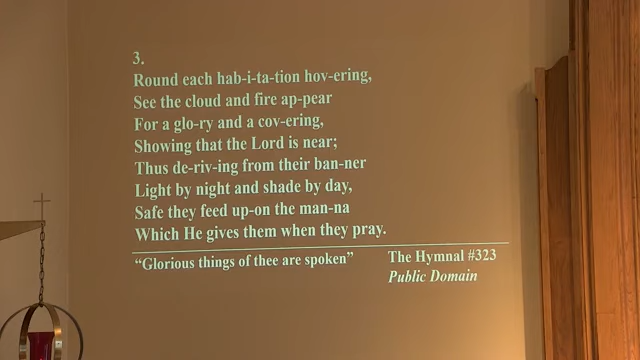 3.
Round each hab-i-ta-tion hov-ering,
See the cloud and fire ap-pear
For a glo-ry and a cov-ering,
Showing that the Lord is near;
Thus de-riv-ing from their ban-ner
Light by night and shade by day,
Safe they feed up-on the man-na
Which He gives them when they pray.
“Glorious things of thee are spoken” The Hymnal #323
Public Domain